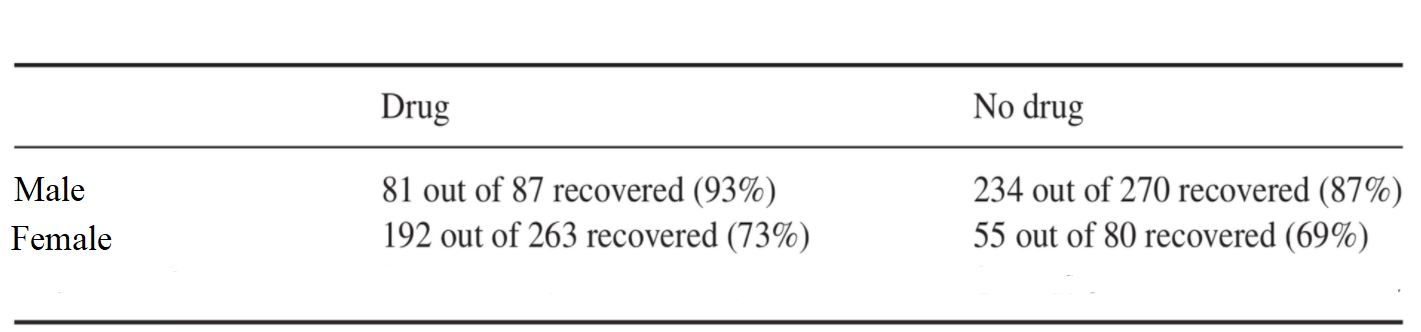 Drug No drug
Male 81 out of 87 recovered (93%) 234 out of 270 recovered (87%)
Female 192 out of 263 recovered (73%) 55 out of 80 recovered (69%)